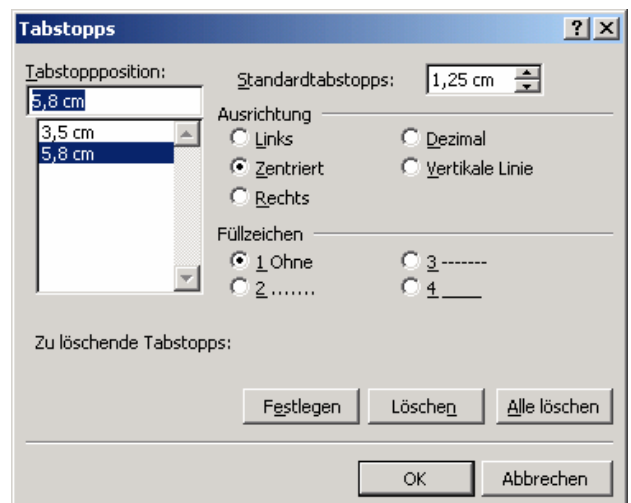 Tabstopps
Tabstoppposition:
5,8 cm
3,5 cm
5,8 cm
Standardtabstopps: 1,25 cm
Ausrichtung
Links Dezimal
Zentriert Vertikale Linie
Rechts
Füllzeichen
1 Ohne 3 -------
2 ....... 4 ____
Zu löschende Tabstopps:
Festlegen Löschen Alle löschen
OK Abbrechen